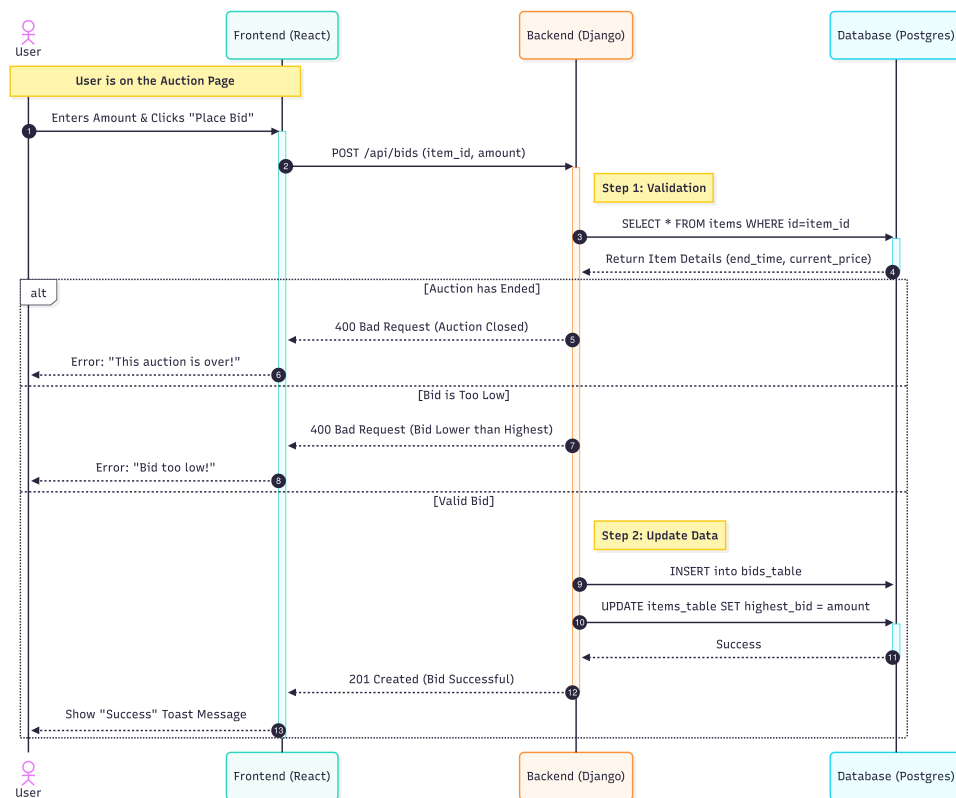 User
Frontend (React)
Backend (Django)
Database (Postgres)
User is on the Auction Page
Enters Amount & Clicks "Place Bid"
1
POST /api/bids (item_id, amount)
2
Step 1: Validation
SELECT * FROM items WHERE id=item_id
3
Return Item Details (end_time, current_price)
4
alt
[Auction has Ended]
400 Bad Request (Auction Closed)
5
Error: "This auction is over!"
6
[Bid is Too Low]
400 Bad Request (Bid Lower than Highest)
7
Error: "Bid too low!"
8
[Valid Bid]
Step 2: Update Data
INSERT into bids_table
9
UPDATE items_table SET highest_bid = amount
10
Success
11
201 Created (Bid Successful)
12
Show "Success" Toast Message
13
User
Frontend (React)
Backend (Django)
Database (Postgres)